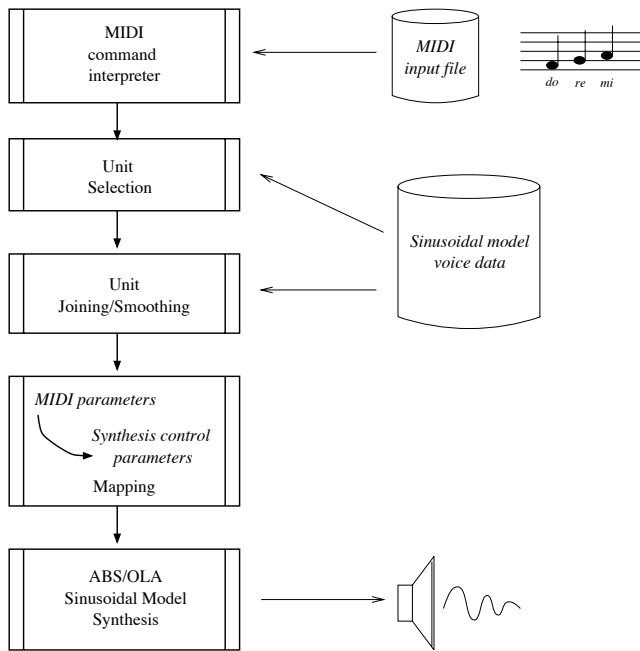 MIDI
command
interpreter
MIDI
input file
do re mi
Unit
Selection
Sinusoidal model
voice data
Unit
Joining/Smoothing
MIDI parameters
Synthesis control
parameters
Mapping
ABS/OLA
Sinusoidal Model
Synthesis